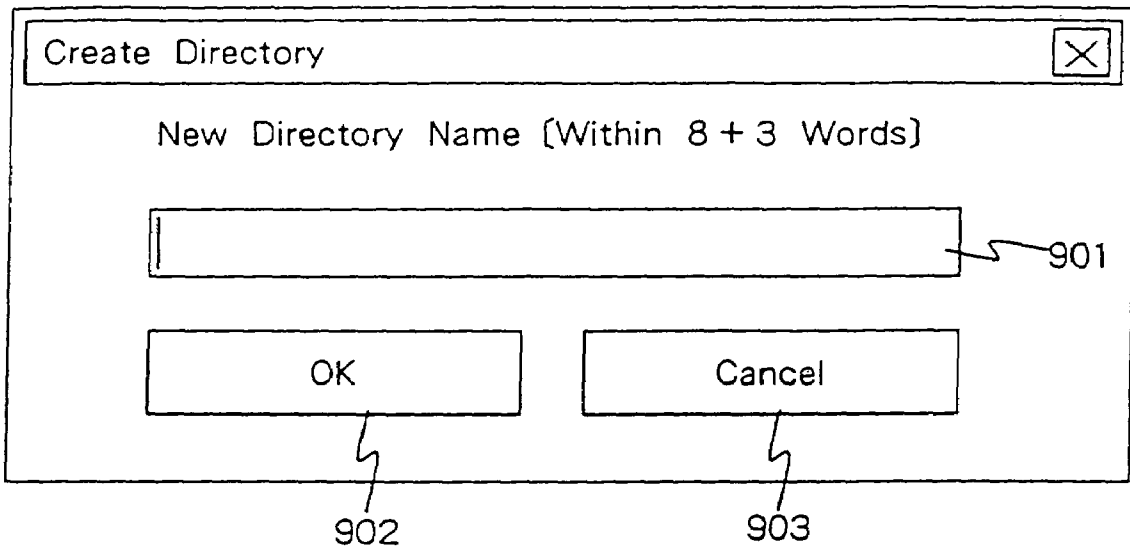 Create Directory
New Directory Name [Within 8 + 3 Words]
901
OK Cancel
902 903